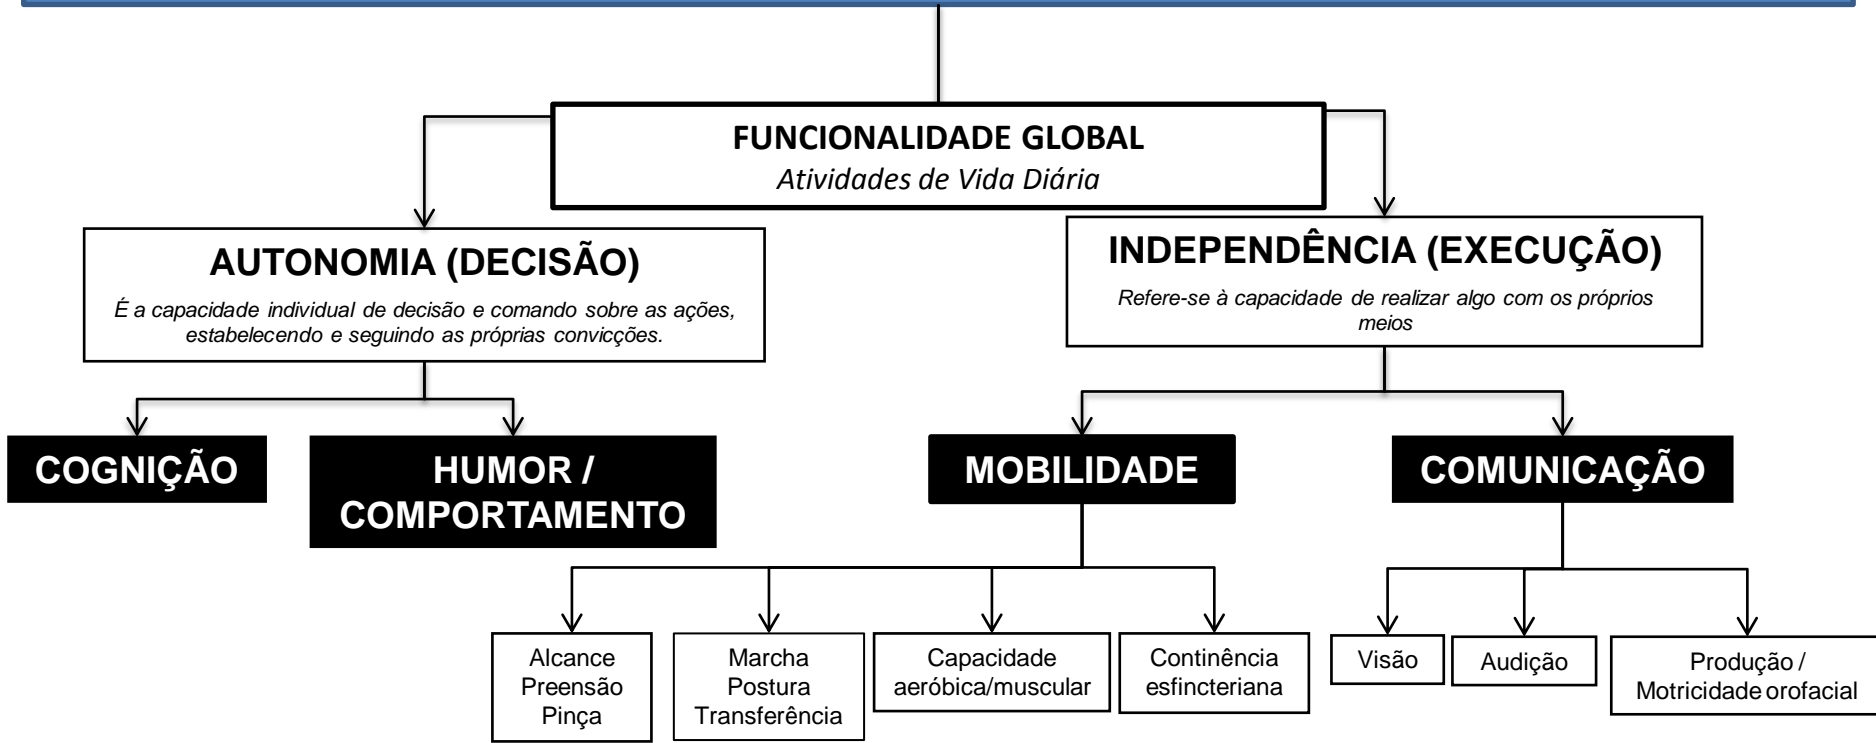 FUNCIONALIDADE GLOBAL
Atividades de Vida Diária
AUTONOMIA (DECISÃO)
É a capacidade individual de decisão e comando sobre as ações,
estabelecendo e seguindo as próprias convicções.
INDEPENDÊNCIA (EXECUÇÃO)
Refere-se à capacidade de realizar algo com os próprios
meios
COGNIÇÃO
HUMOR /
COMPORTAMENTO
MOBILIDADE
COMUNICAÇÃO
Alcance
Preensão
Pinça
Marcha
Postura
Transferência
Capacidade
aeróbica/muscular
Continência
esfincteriana
Visão
Audição
Produção /
Motricidade orofacial